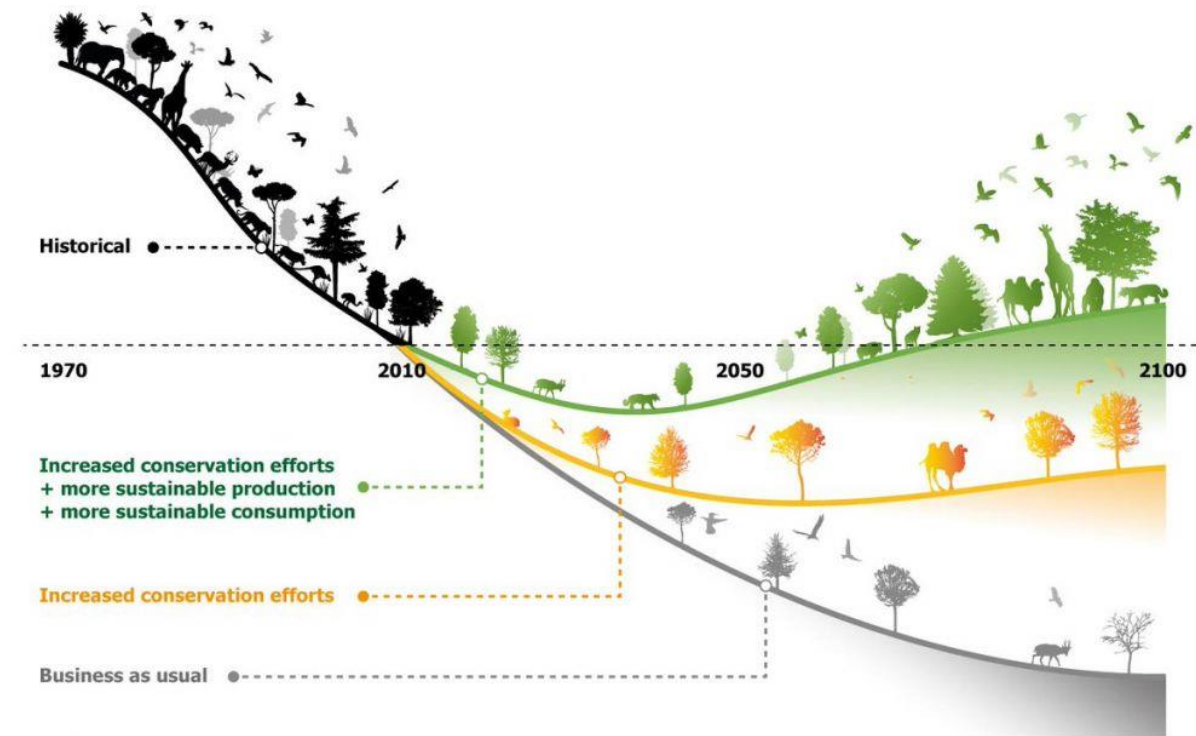 Historical
1970 2010 2050 2100
Increased conservation efforts
+ more sustainable production
+ more sustainable consumption
Increased conservation efforts
Business as usual